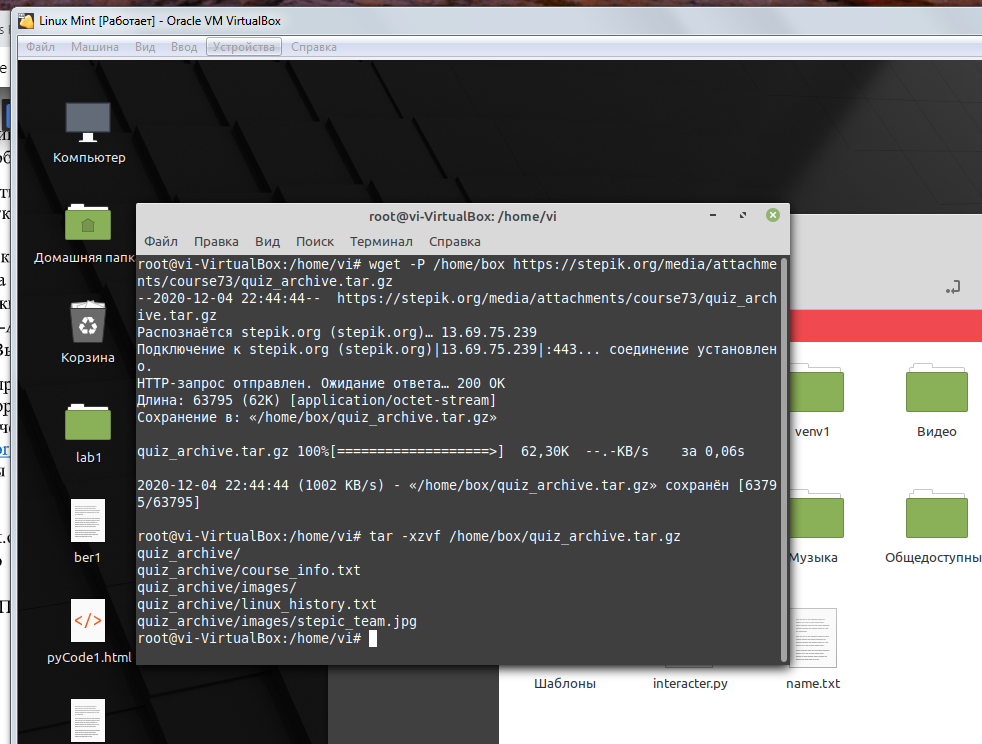 Linux Mint [Работает] - Oracle VM VirtualBox
Файл Машина Вид Ввод Устройства Справка
Компьютер
Домашняя папк
Корзина
lab1
ber1
pyCode1.html
root@vi-VirtualBox: /home/vi
Файл Правка Вид Поиск Терминал Справка
root@vi-VirtualBox:/home/vi# wget -P /home/box https://stepik.org/media/attachme
nts/course73/quiz_archive.tar.gz
--2020-12-04 22:44:44-- https://stepik.org/media/attachments/course73/quiz_arch
ive.tar.gz
Распознаётся stepik.org (stepik.org)… 13.69.75.239
Подключение к stepik.org (stepik.org)|13.69.75.239|:443... соединение установлен
о.
HTTP-запрос отправлен. Ожидание ответа… 200 OK
Длина: 63795 (62K) [application/octet-stream]
Сохранение в: «/home/box/quiz_archive.tar.gz»
quiz_archive.tar.gz 100%[===================>] 62,30K --.-KB/s за 0,06s
2020-12-04 22:44:44 (1002 KB/s) - «/home/box/quiz_archive.tar.gz» сохранён [6379
5/63795]
root@vi-VirtualBox:/home/vi# tar -xzvf /home/box/quiz_archive.tar.gz
quiz_archive/
quiz_archive/course_info.txt
quiz_archive/images/
quiz_archive/linux_history.txt
quiz_archive/images/stepic_team.jpg
root@vi-VirtualBox:/home/vi#
venv1
Видео
Музыка
Общедоступны
Шаблоны
interacter.py
name.txt